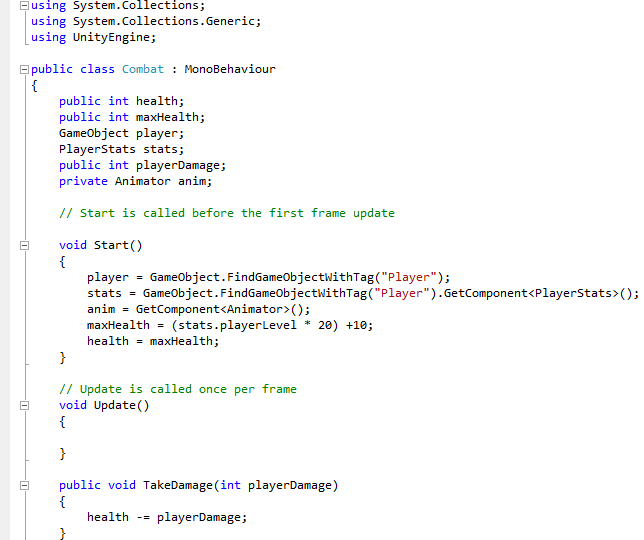 using System.Collections;
using System.Collections.Generic;
using UnityEngine;
public class Combat : MonoBehaviour
{
public int health;
public int maxHealth;
GameObject player;
PlayerStats stats;
public int playerDamage;
private Animator anim;
// Start is called before the first frame update
void Start()
{
player = GameObject.FindGameObjectWithTag("Player");
stats = GameObject.FindGameObjectWithTag("Player").GetComponent<PlayerStats>();
anim = GetComponent<Animator>();
maxHealth = (stats.playerLevel * 20) +10;
health = maxHealth;
}
// Update is called once per frame
void Update()
{
}
public void TakeDamage(int playerDamage)
{
health -= playerDamage;
}